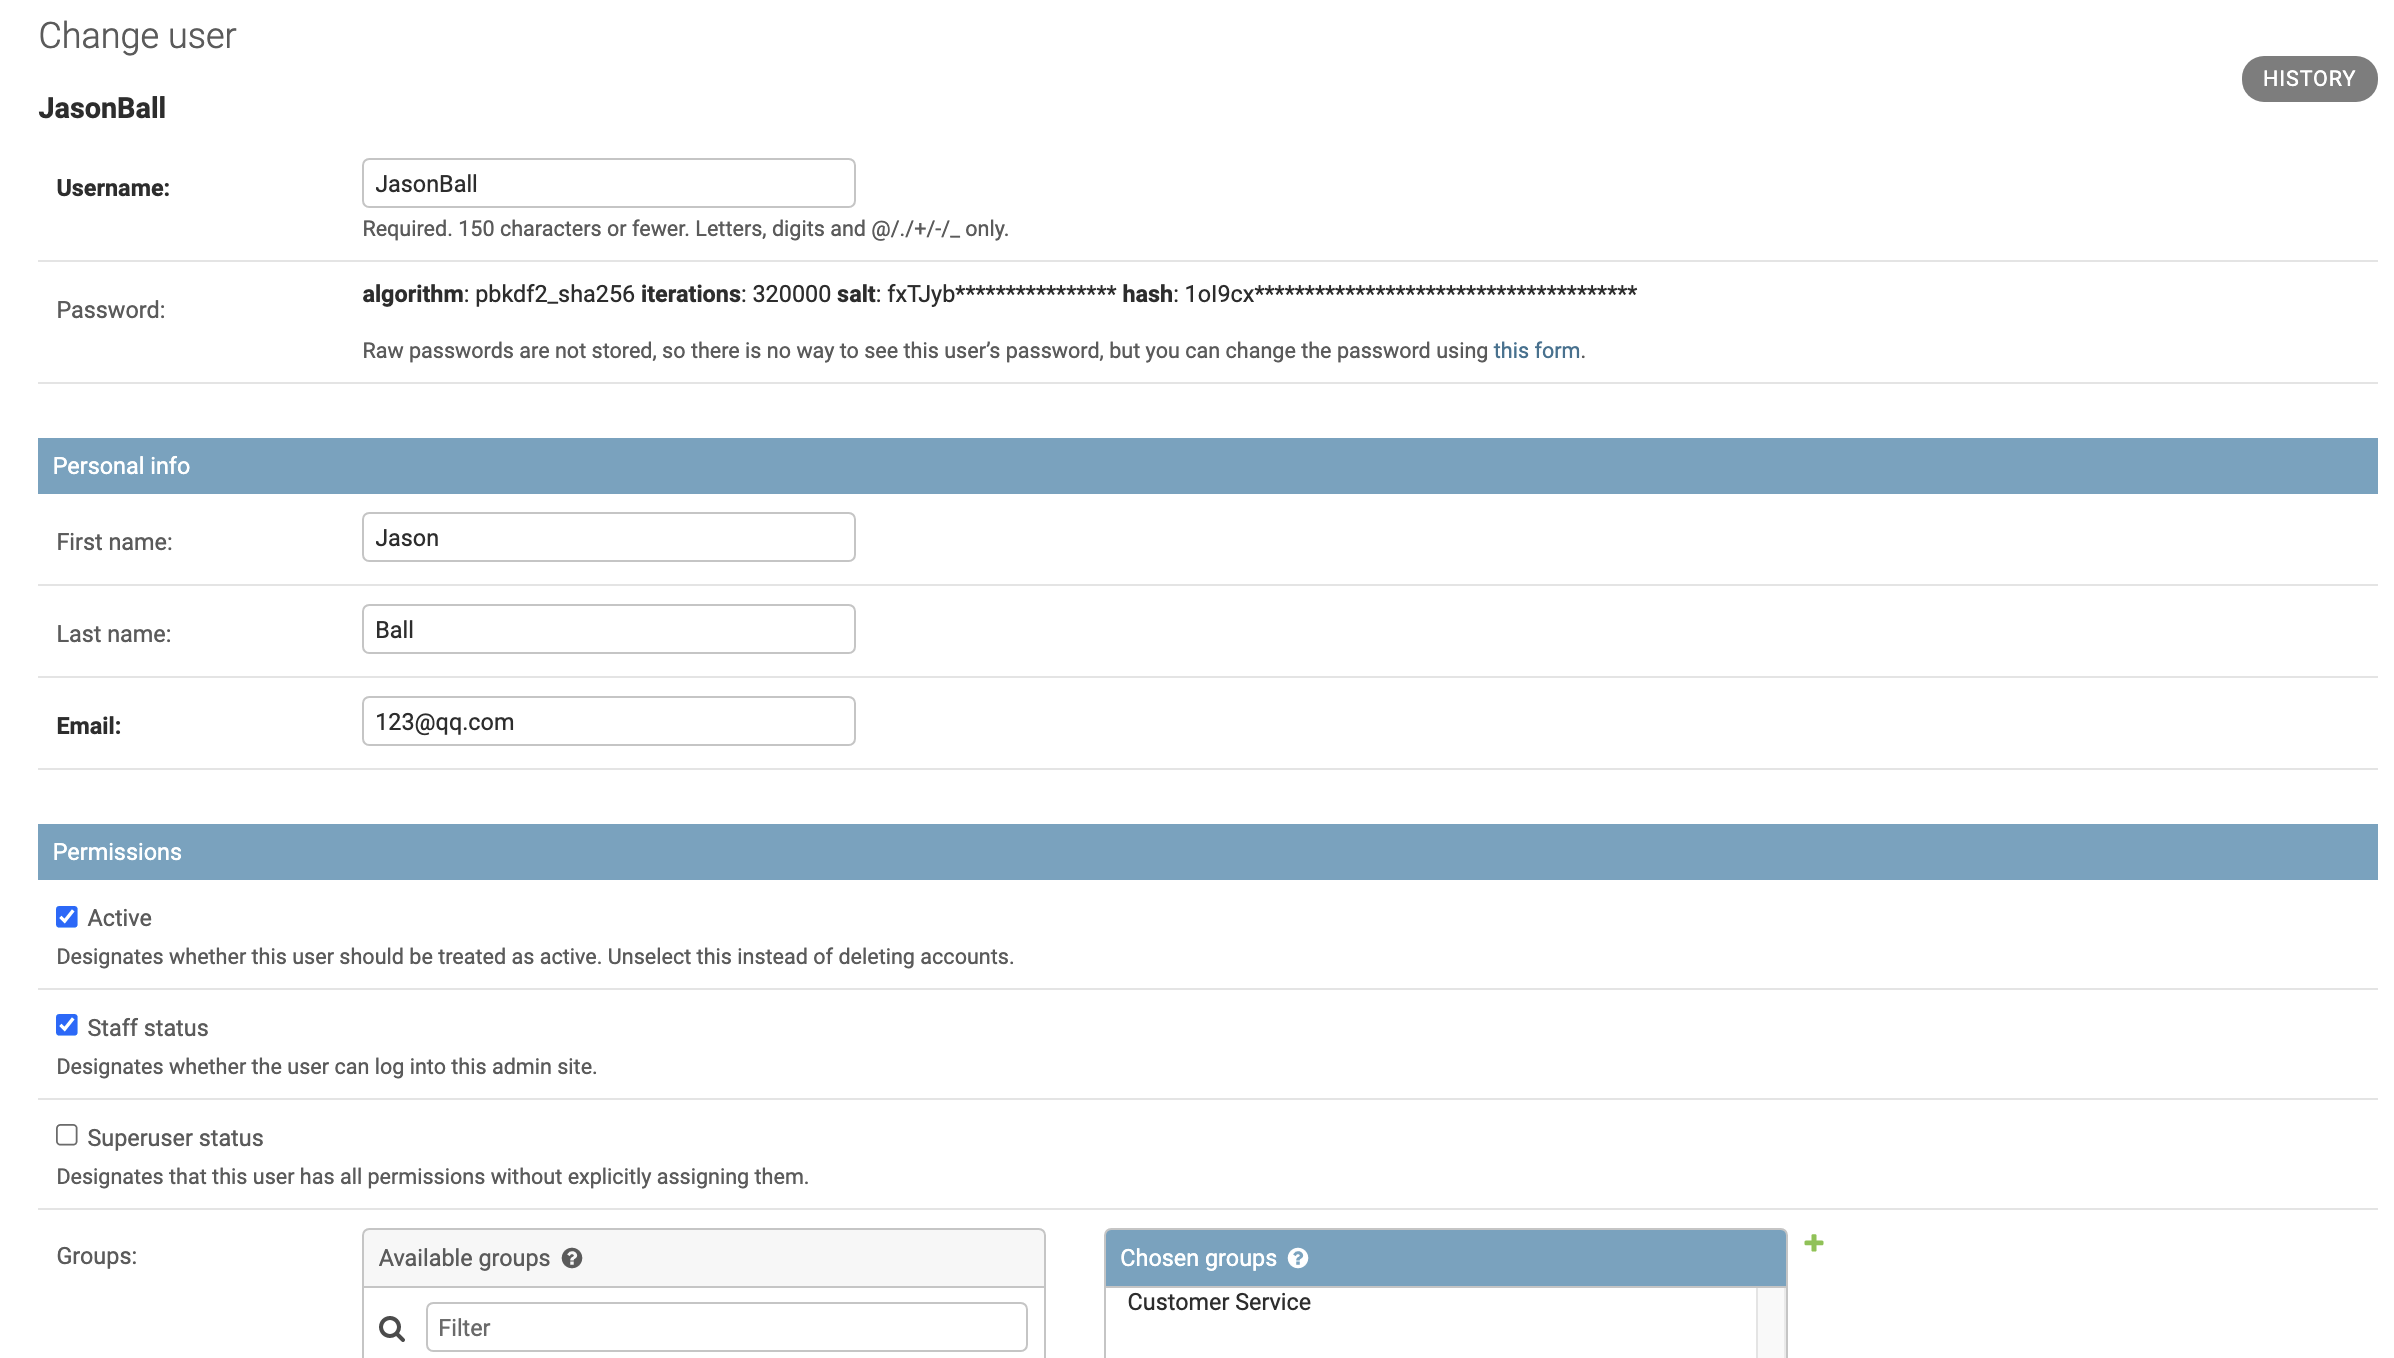 Change user
HISTORY
JasonBall
Username:
JasonBall
Required. 150 characters or fewer. Letters, digits and @/./+/-/_ only.
algorithm: pbkdf2_sha256 iterations: 320000 salt: fxTJyb**************** hash: 1oI9cx**************************************
Password:
Raw passwords are not stored, so there is no way to see this user’s password, but you can change the password using this form.
Personal info
First name:
Jason
Last name:
Ball
Email:
123@qq.com
Permissions
Active
Designates whether this user should be treated as active. Unselect this instead of deleting accounts.
Staff status
Designates whether the user can log into this admin site.
Superuser status
Designates that this user has all permissions without explicitly assigning them.
Groups:
Available groups ?
Filter
Chosen groups ?
Customer Service